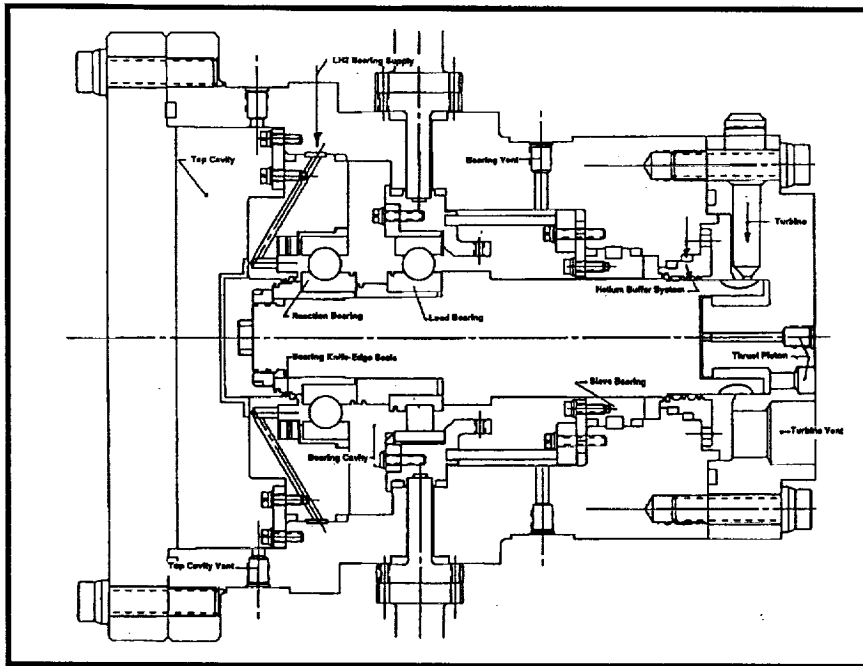 LH2 Bearing Supply
Top Cavity
Bearing Vent
Turbine
Helium Buffer System
Reaction Bearing
Load Bearing
Thrust Piston
Bearing Knife-Edge Seals
Slave Bearing
Turbine Vent
Bearing Cavity
Top Cavity Vent